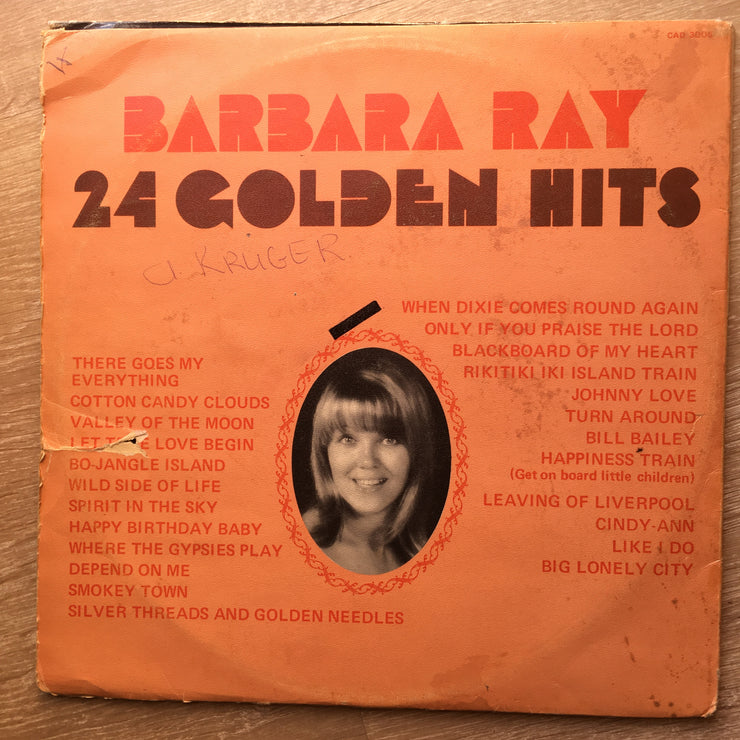 CAD 3005
BARBARA RAY
24 GOLDEN HITS
KRUGER
THERE GOES MY
EVERYTHING
COTTON CANDY CLOUDS
VALLEY OF THE MOON
LET LOVE BEGIN
BO-JANGLE ISLAND
WILD SIDE OF LIFE
SPIRIT IN THE SKY
HAPPY BIRTHDAY BABY
WHERE THE GYPSIES PLAY
DEPEND ON ME
SMOKEY TOWN
SILVER THREADS AND GOLDEN NEEDLES
WHEN DIXIE COMES ROUND AGAIN
ONLY IF YOU PRAISE THE LORD
BLACKBOARD OF MY HEART
RIKITIKI IKI ISLAND TRAIN
JOHNNY LOVE
TURN AROUND
BILL BAILEY
HAPPINESS TRAIN
(Get on board little children)
LEAVING OF LIVERPOOL
CINDY-ANN
LIKE I DO
BIG LONELY CITY